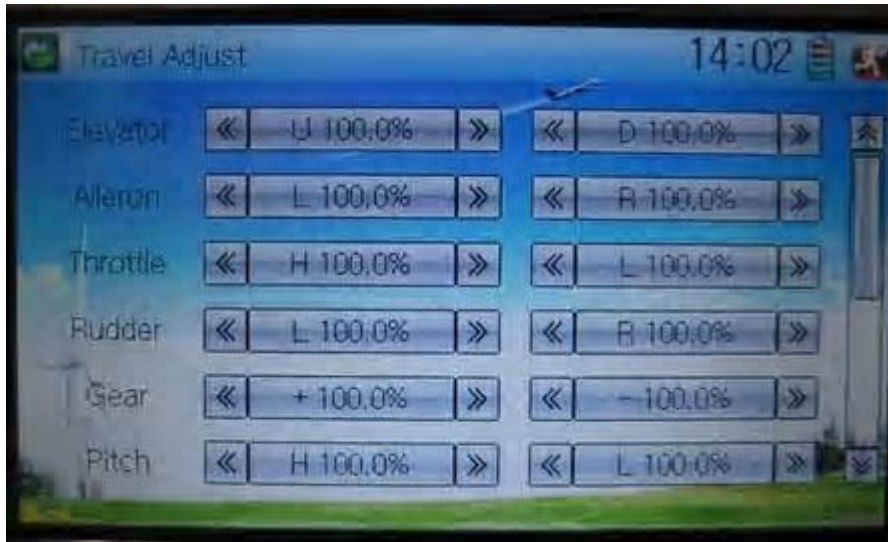 Travel Adjust 14:02
Elevator « U 100.0% » « D 100.0% »
Aileron « L 100.0% » « R 100.0% »
Throttle « H 100.0% » « L 100.0% »
Rudder « L 100.0% » « R 100.0% »
Gear « + 100.0% » « - 100.0% »
Pitch « H 100.0% » « L 100.0% »